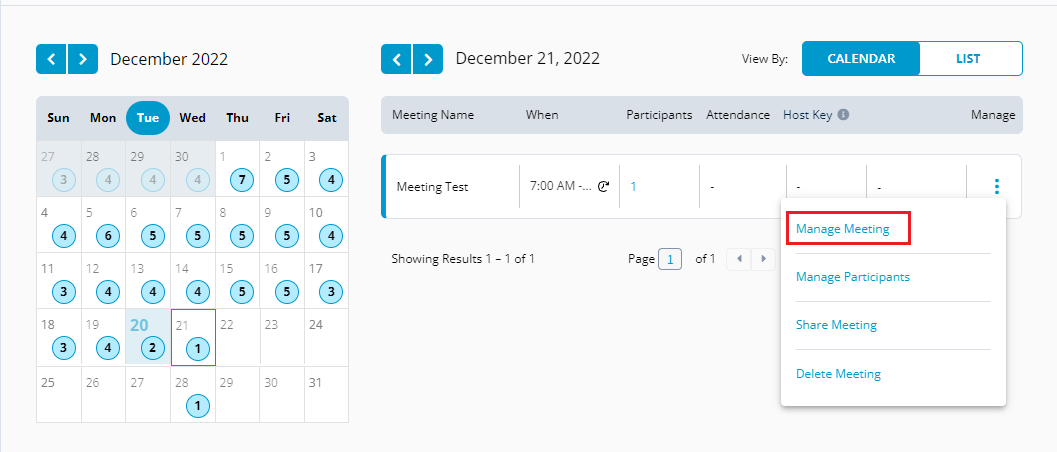 December 2022
Sun Mon Tue Wed Thu Fri Sat
27 28 29 30 1 2 3
3 4 4 4 7 5 4
4 5 6 7 8 9 10
4 6 5 5 5 5 4
11 12 13 14 15 16 17
3 4 4 4 5 5 3
18 19 20 21 22 23 24
3 4 2 1
25 26 27 28 29 30 31
1
December 21, 2022
View By: CALENDAR LIST
Meeting Name When Participants Attendance Host Key Manage
Meeting Test 7:00 AM -... 1 - - -
Showing Results 1 – 1 of 1 Page 1 of 1
Manage Meeting
Manage Participants
Share Meeting
Delete Meeting